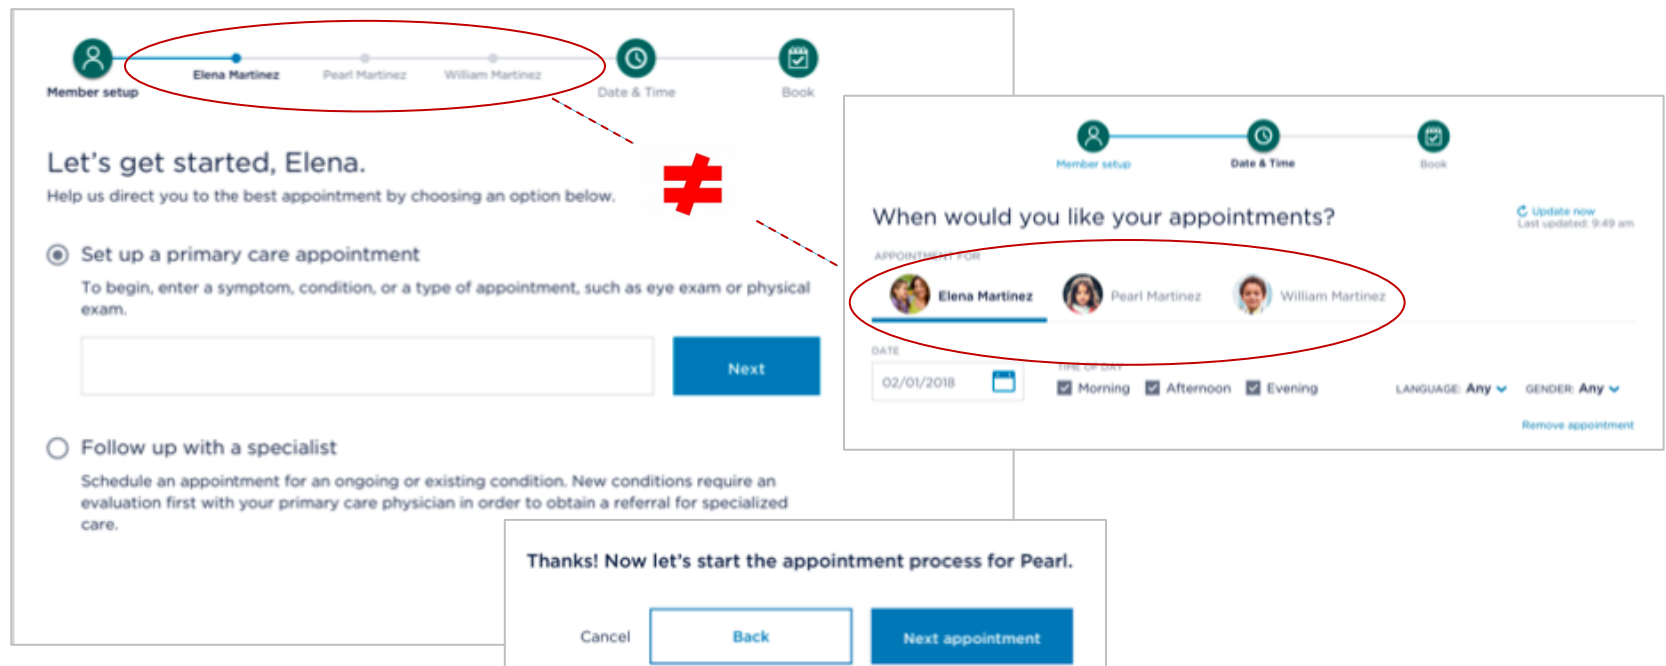 Elena Martinez
Pearl Martinez
William Martinez
Member setup
Date & Time
Book
Let's get started, Elena.
Help us direct you to the best appointment by choosing an option below.
Set up a primary care appointment
To begin, enter a symptom, condition, or a type of appointment, such as eye exam or physical
exam.
Next
Follow up with a specialist
Schedule an appointment for an ongoing or existing condition. New conditions require an
evaluation first with your primary care physician in order to obtain a referral for specialized
care.
≠
Member setup
Date & Time
Book
When would you like your appointments?
Update now
Last updated: 9:49 am
APPOINTMENT FOR
Elena Martinez
Pearl Martinez
William Martinez
DATE
02/01/2018
TIME OF DAY
Morning
Afternoon
Evening
LANGUAGE: Any
GENDER: Any
Remove appointment
Thanks! Now let's start the appointment process for Pearl.
Cancel
Back
Next appointment